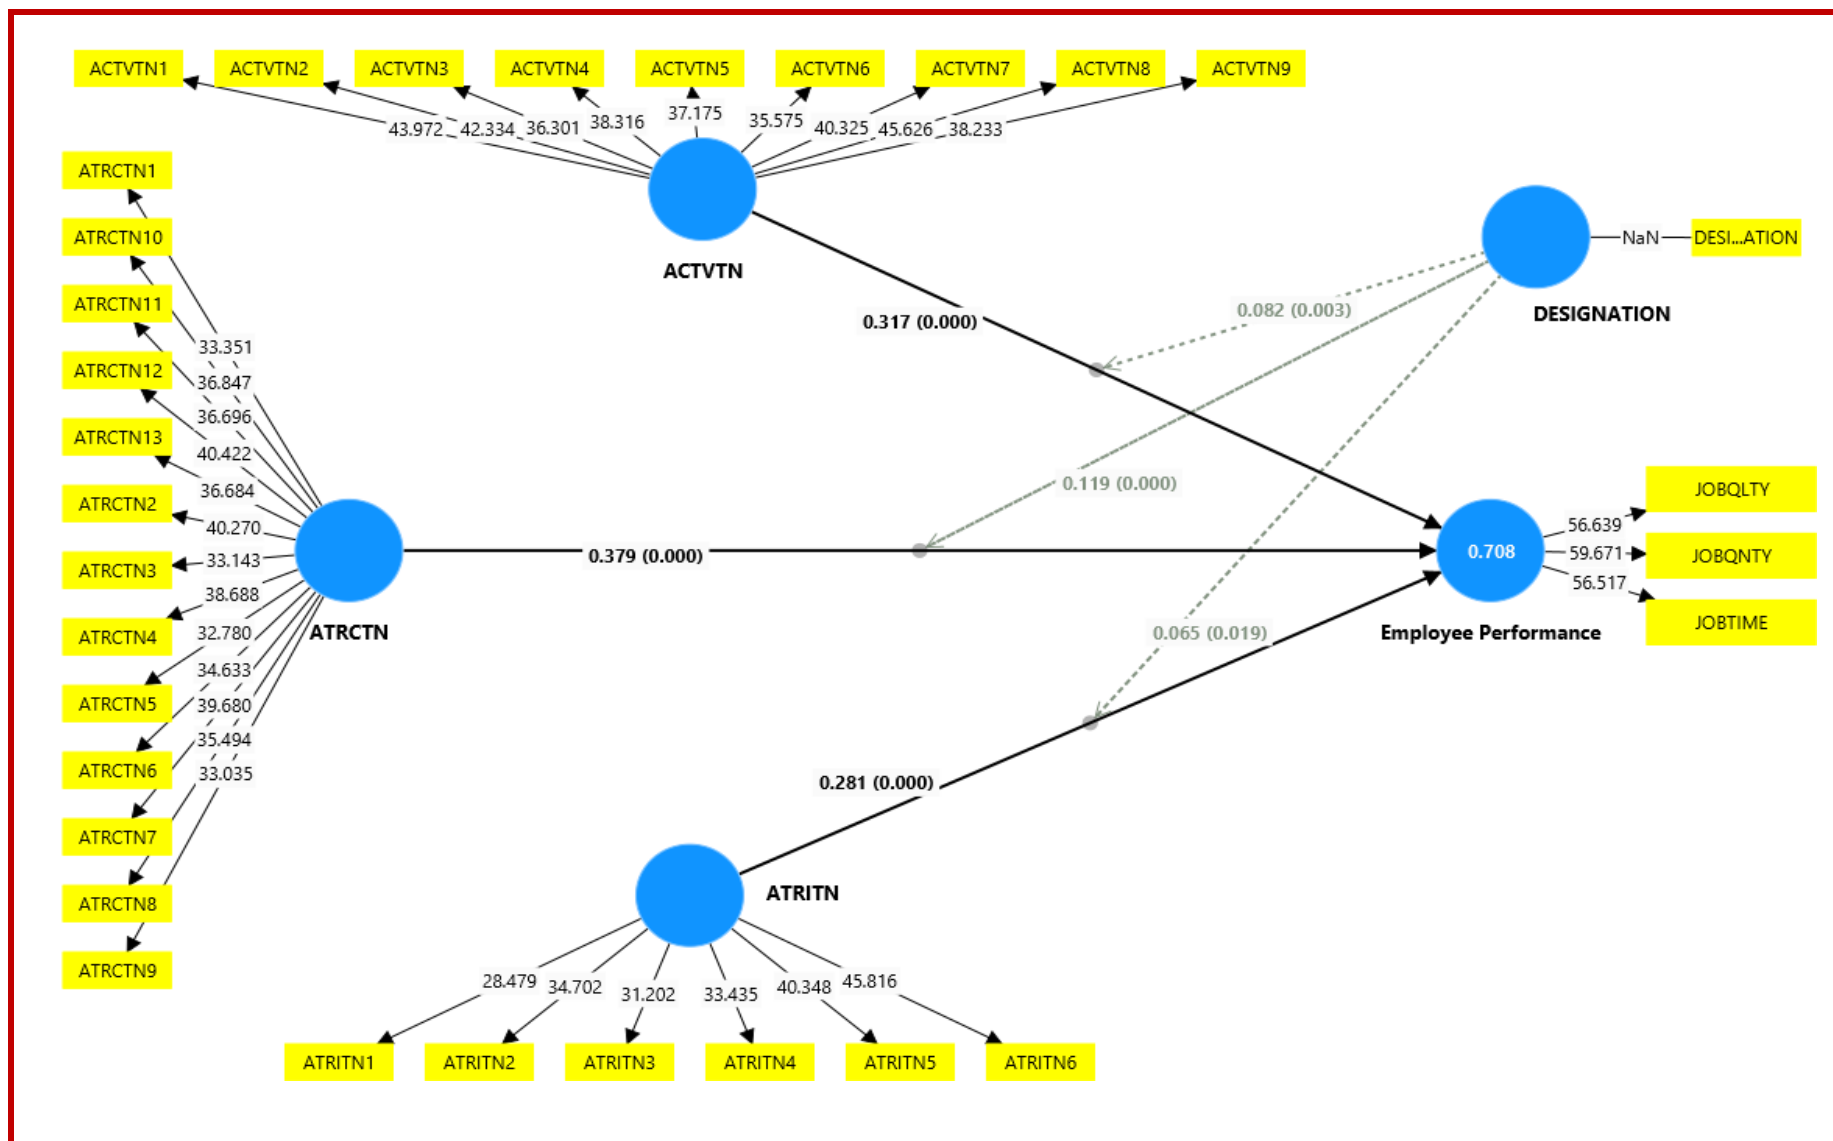 ACTVTN1 ACTVTN2 ACTVTN3 ACTVTN4 ACTVTN5 ACTVTN6 ACTVTN7 ACTVTN8 ACTVTN9
43.972 42.334 36.301 38.316 37.175 35.575 40.325 45.626 38.233
ACTVTN
ATRCTN1
ATRCTN10
ATRCTN11
ATRCTN12
ATRCTN13
ATRCTN2
ATRCTN3
ATRCTN4
ATRCTN5
ATRCTN6
ATRCTN7
ATRCTN8
ATRCTN9
33.351
36.847
36.696
40.422
36.684
40.270
33.143
38.688
32.780
34.633
39.680
35.494
33.035
ATRCTN
NaN DESI...ATION
DESIGNATION
0.317 (0.000)
0.082 (0.003)
0.119 (0.000)
0.379 (0.000)
0.065 (0.019)
0.281 (0.000)
0.708
Employee Performance
56.639
59.671
56.517
JOBQLTY
JOBQNTY
JOBTIME
ATRITN
28.479 34.702 31.202 33.435 40.348 45.816
ATRITN1 ATRITN2 ATRITN3 ATRITN4 ATRITN5 ATRITN6